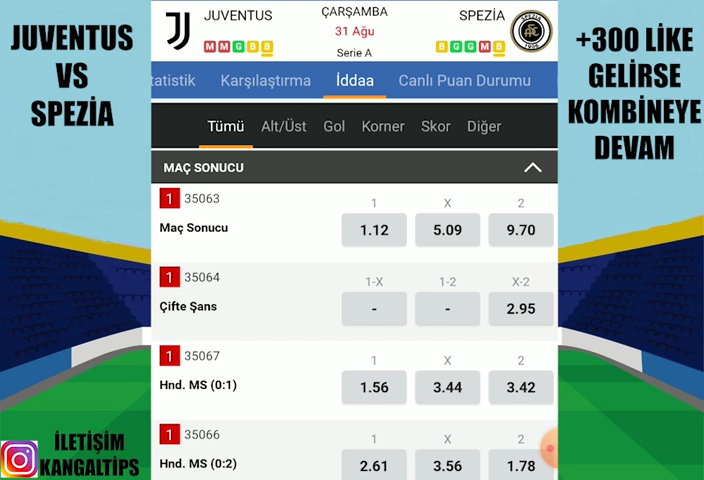 JUVENTUS
VS
SPEZİA
JUVENTUS
M M G B B
ÇARŞAMBA
31 Ağu
Serie A
SPEZİA
B G G M B
SPEZIA
1906
+300 LİKE
GELİRSE
KOMBİNEYE
DEVAM
tatistik Karşılaştırma İddaa Canlı Puan Durumu
Tümü Alt/Üst Gol Korner Skor Diğer
MAÇ SONUCU
1 35063 1 X 2
Maç Sonucu 1.12 5.09 9.70
1 35064 1-X 1-2 X-2
Çifte Şans - - 2.95
1 35067 1 X 2
Hnd. MS (0:1) 1.56 3.44 3.42
1 35066 1 X 2
Hnd. MS (0:2) 2.61 3.56 1.78
İLETİŞİM
KANGALTİPS